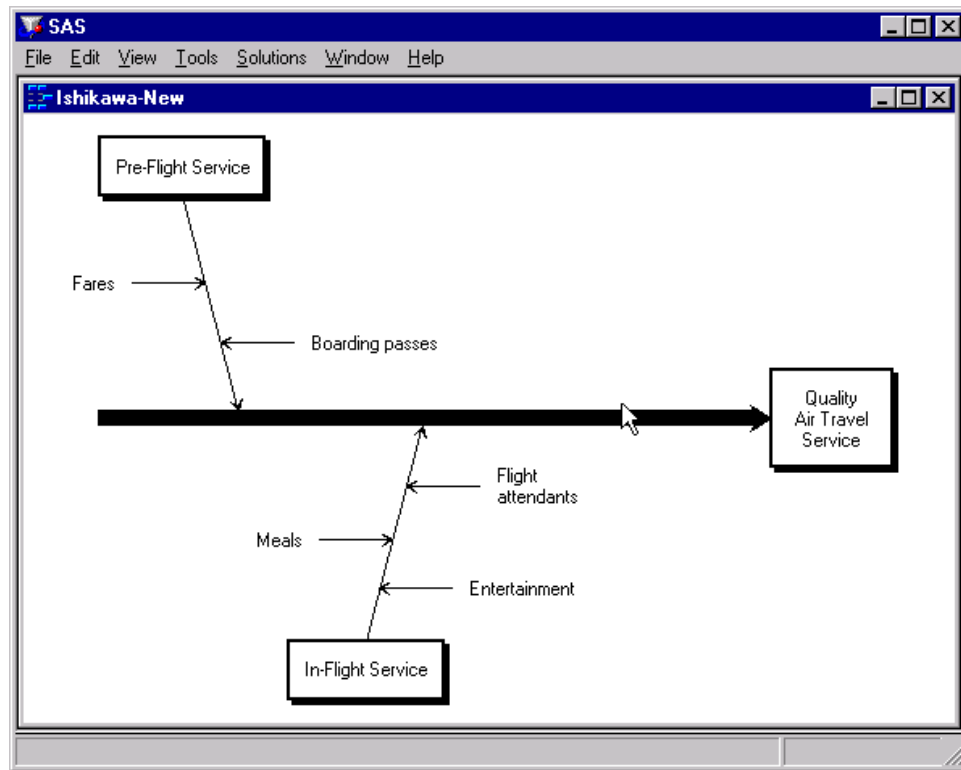 SAS
File Edit View Tools Solutions Window Help
Ishikawa-New
Pre-Flight Service
Fares
Boarding passes
Quality
Air Travel
Service
Flight
attendants
Meals
Entertainment
In-Flight Service